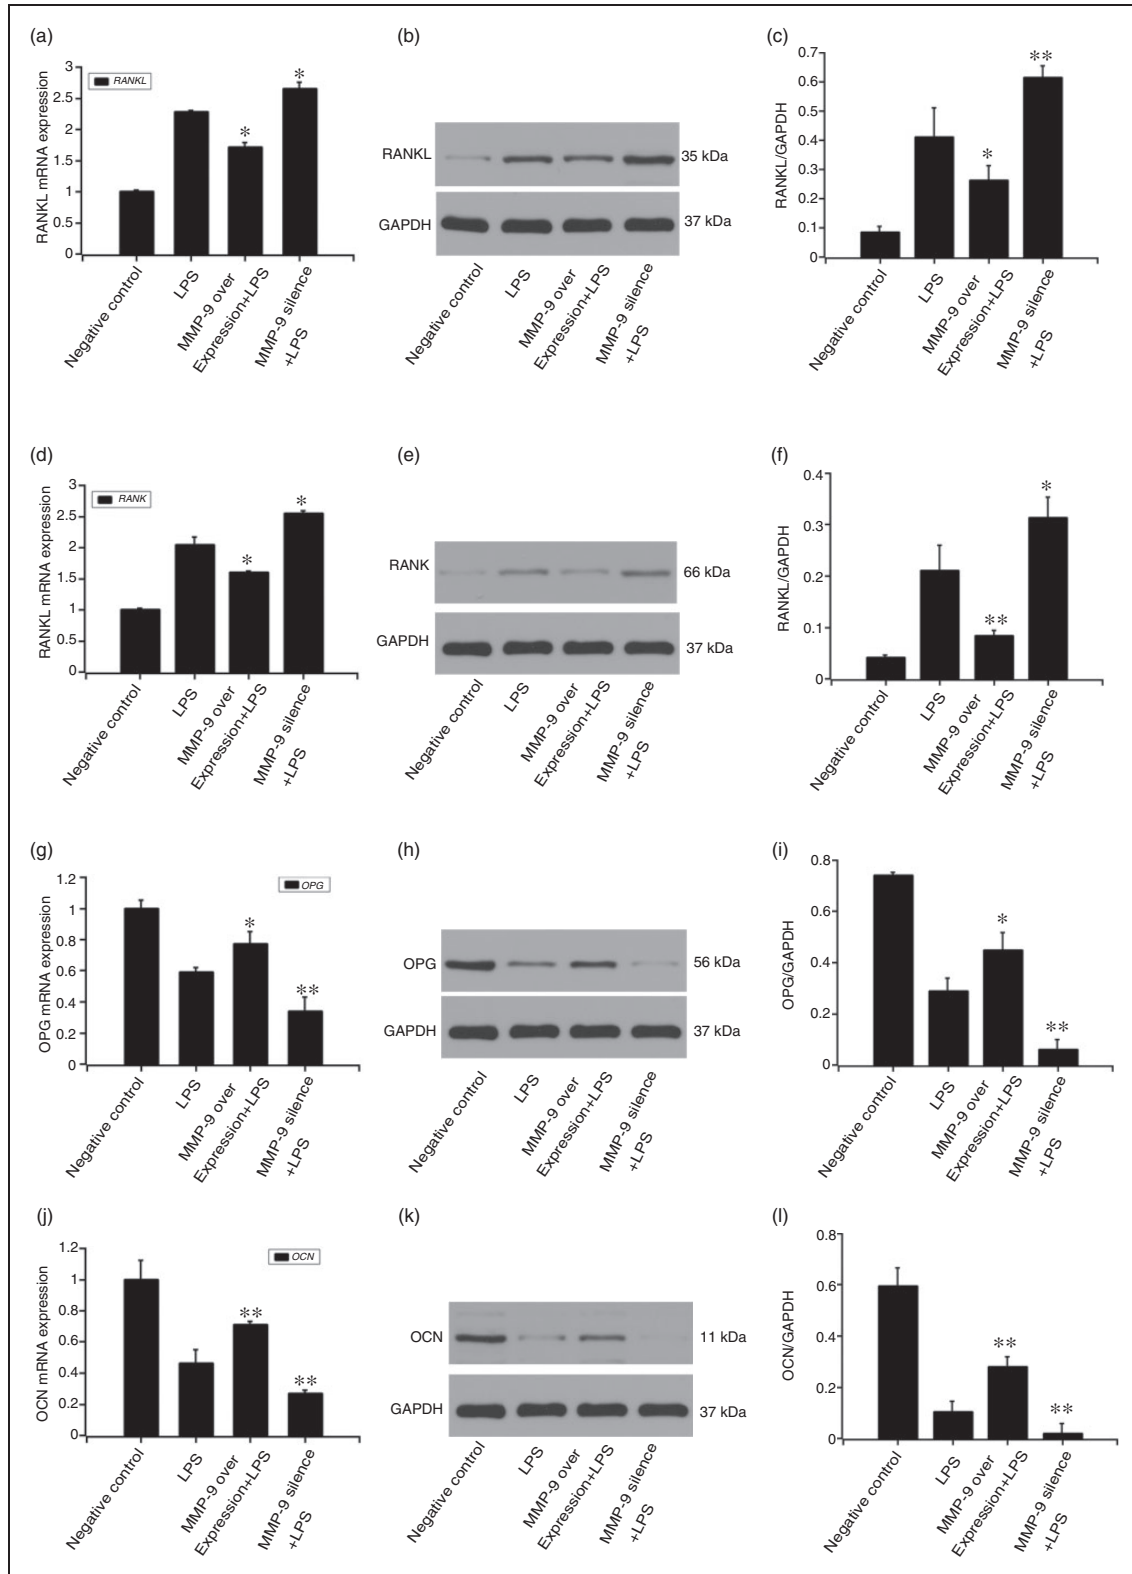 (a)
RANKL mRNA expression
3
2.5
2
1.5
1
0.5
0
RANKL
*
*
Negative control
LPS
MMP-9 over
Expression+LPS
MMP-9 silence
+LPS
(b)
RANKL
35 kDa
GAPDH
37 kDa
Negative control
LPS
MMP-9 over
Expression+LPS
MMP-9 silence
+LPS
(c)
RANKL/GAPDH
0.7
0.6
0.5
0.4
0.3
0.2
0.1
0
*
**
Negative control
LPS
MMP-9 over
Expression+LPS
MMP-9 silence
+LPS
(d)
RANKL mRNA expression
3
2.5
2
1.5
1
0.5
0
RANK
*
*
Negative control
LPS
MMP-9 over
Expression+LPS
MMP-9 silence
+LPS
(e)
RANK
66 kDa
GAPDH
37 kDa
Negative control
LPS
MMP-9 over
Expression+LPS
MMP-9 silence
+LPS
(f)
RANKL/GAPDH
0.4
0.3
0.2
0.1
0
**
*
Negative control
LPS
MMP-9 over
Expression+LPS
MMP-9 silence
+LPS
(g)
OPG mRNA expression
1.2
1
0.8
0.6
0.4
0.2
0
OPG
*
**
Negative control
LPS
MMP-9 over
Expression+LPS
MMP-9 silence
+LPS
(h)
OPG
56 kDa
GAPDH
37 kDa
Negative control
LPS
MMP-9 over
Expression+LPS
MMP-9 silence
+LPS
(i)
OPG/GAPDH
0.8
0.6
0.4
0.2
0
*
**
Negative control
LPS
MMP-9 over
Expression+LPS
MMP-9 silence
+LPS
(j)
OCN mRNA expression
1.2
1
0.8
0.6
0.4
0.2
0
OCN
**
**
Negative control
LPS
MMP-9 over
Expression+LPS
MMP-9 silence
+LPS
(k)
OCN
11 kDa
GAPDH
37 kDa
Negative control
LPS
MMP-9 over
Expression+LPS
MMP-9 silence
+LPS
(l)
OCN/GAPDH
0.8
0.6
0.4
0.2
0
**
**
Negative control
LPS
MMP-9 over
Expression+LPS
MMP-9 silence
+LPS